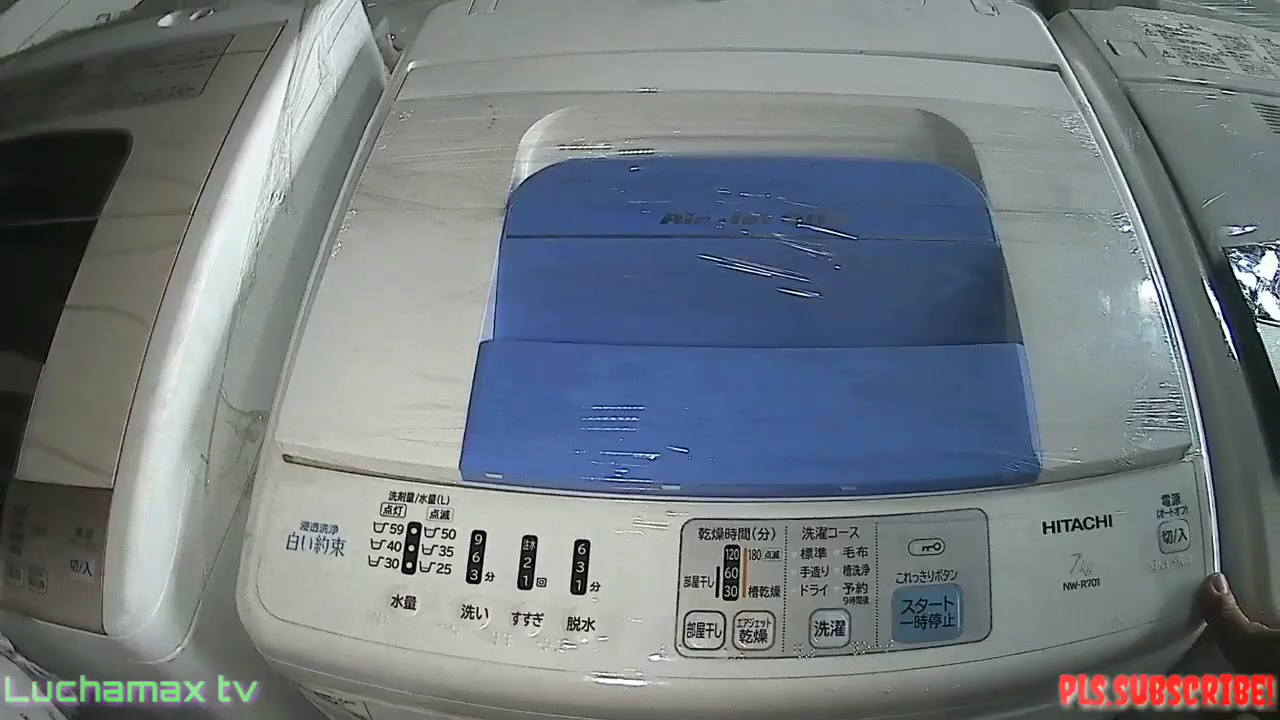 Air Jet
洗剤量/水量(L)
点灯 点滅
59 50
40 35
30 25
水量
浸透洗浄
白い約束
9
6
3 分
洗い
注水
2
1 回
すすぎ
6
3
1 分
脱水
乾燥時間(分)
120 180 点滅
60
30
部屋干し
槽乾燥
部屋干し
エアジェット
乾燥
洗濯コース
標準 毛布
手造り 槽洗浄
ドライ 予約
9時間後
洗濯
これっきりボタン
スタート
一時停止
HITACHI
7kg
NW-R701
電源
(オートオフ)
切/入
切/入
Luchamax tv
PLS.SUBSCRIBE!